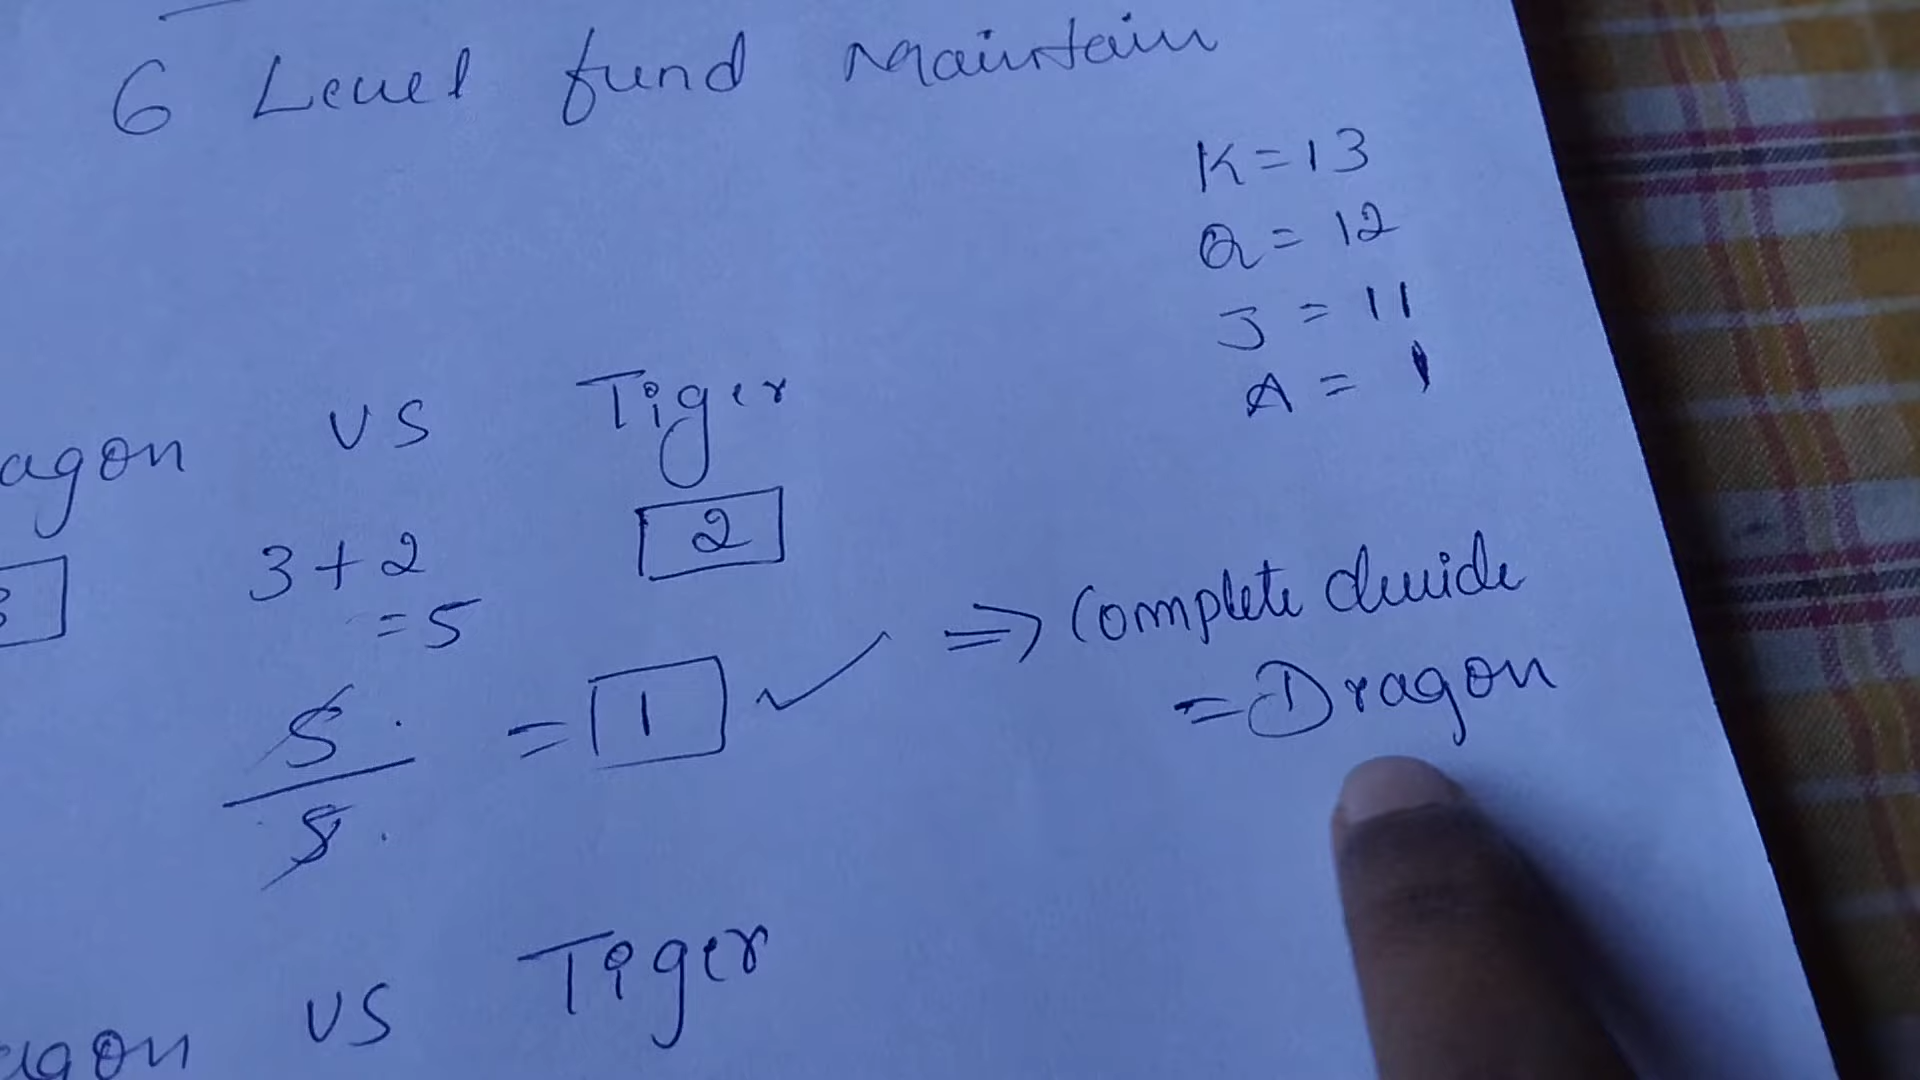 6 Level fund Maintain
K = 13
Q = 12
J = 11
A = 1
agon VS Tiger
3 + 2
2
= 5
5
= 1
5
⇒ Complete divide
= Dragon
agon VS Tiger